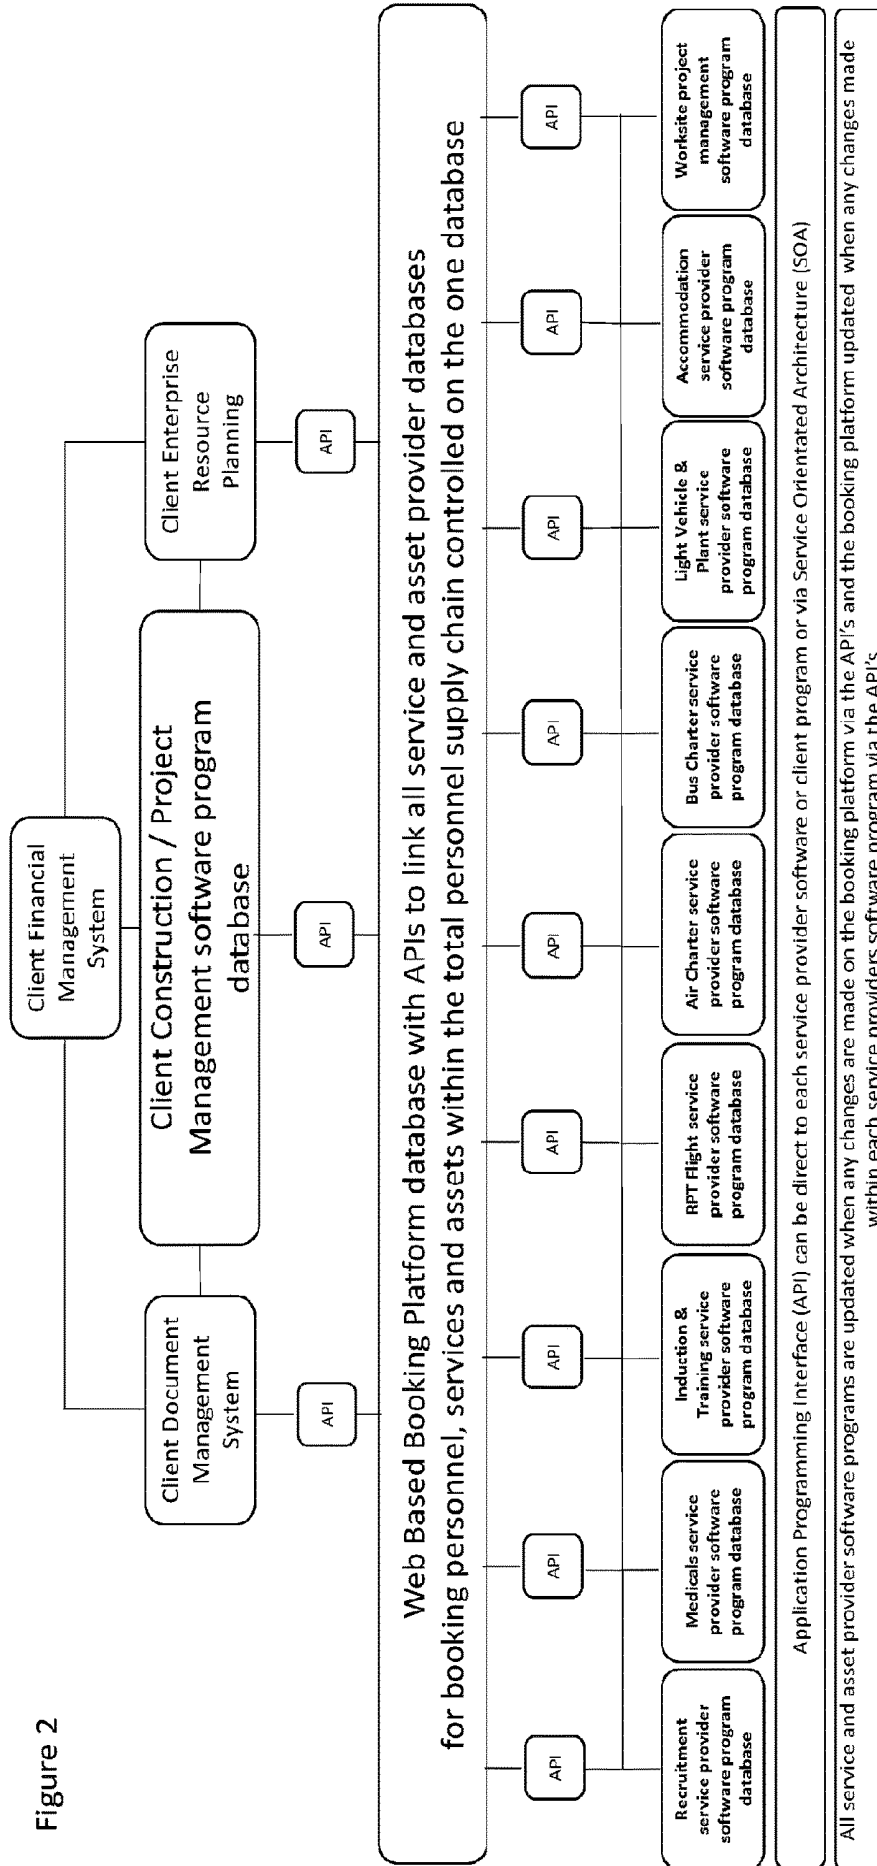 Figure 2
Client Financial
Management
System
Client Document
Management
System
Client Construction / Project
Management software program
database
Client Enterprise
Resource
Planning
API
API
API
Web Based Booking Platform database with APIs to link all service and asset provider databases
for booking personnel, services and assets within the total personnel supply chain controlled on the one database
API
API
API
API
API
API
API
API
API
Recruitment
service provider
software program
database
Medicals service
provider software
program database
Induction &
Training service
provider software
program database
RPT Flight service
provider software
program database
Air Charter service
provider software
program database
Bus Charter service
provider software
program database
Light Vehicle &
Plant service
provider software
program database
Accommodation
service provider
software program
database
Worksite project
management
software program
database
Application Programming Interface (API) can be direct to each service provider software or client program or via Service Orientated Architecture (SOA)
All service and asset provider software programs are updated when any changes are made on the booking platform via the API's and the booking platform updated when any changes made
within each service providers software program via the API's